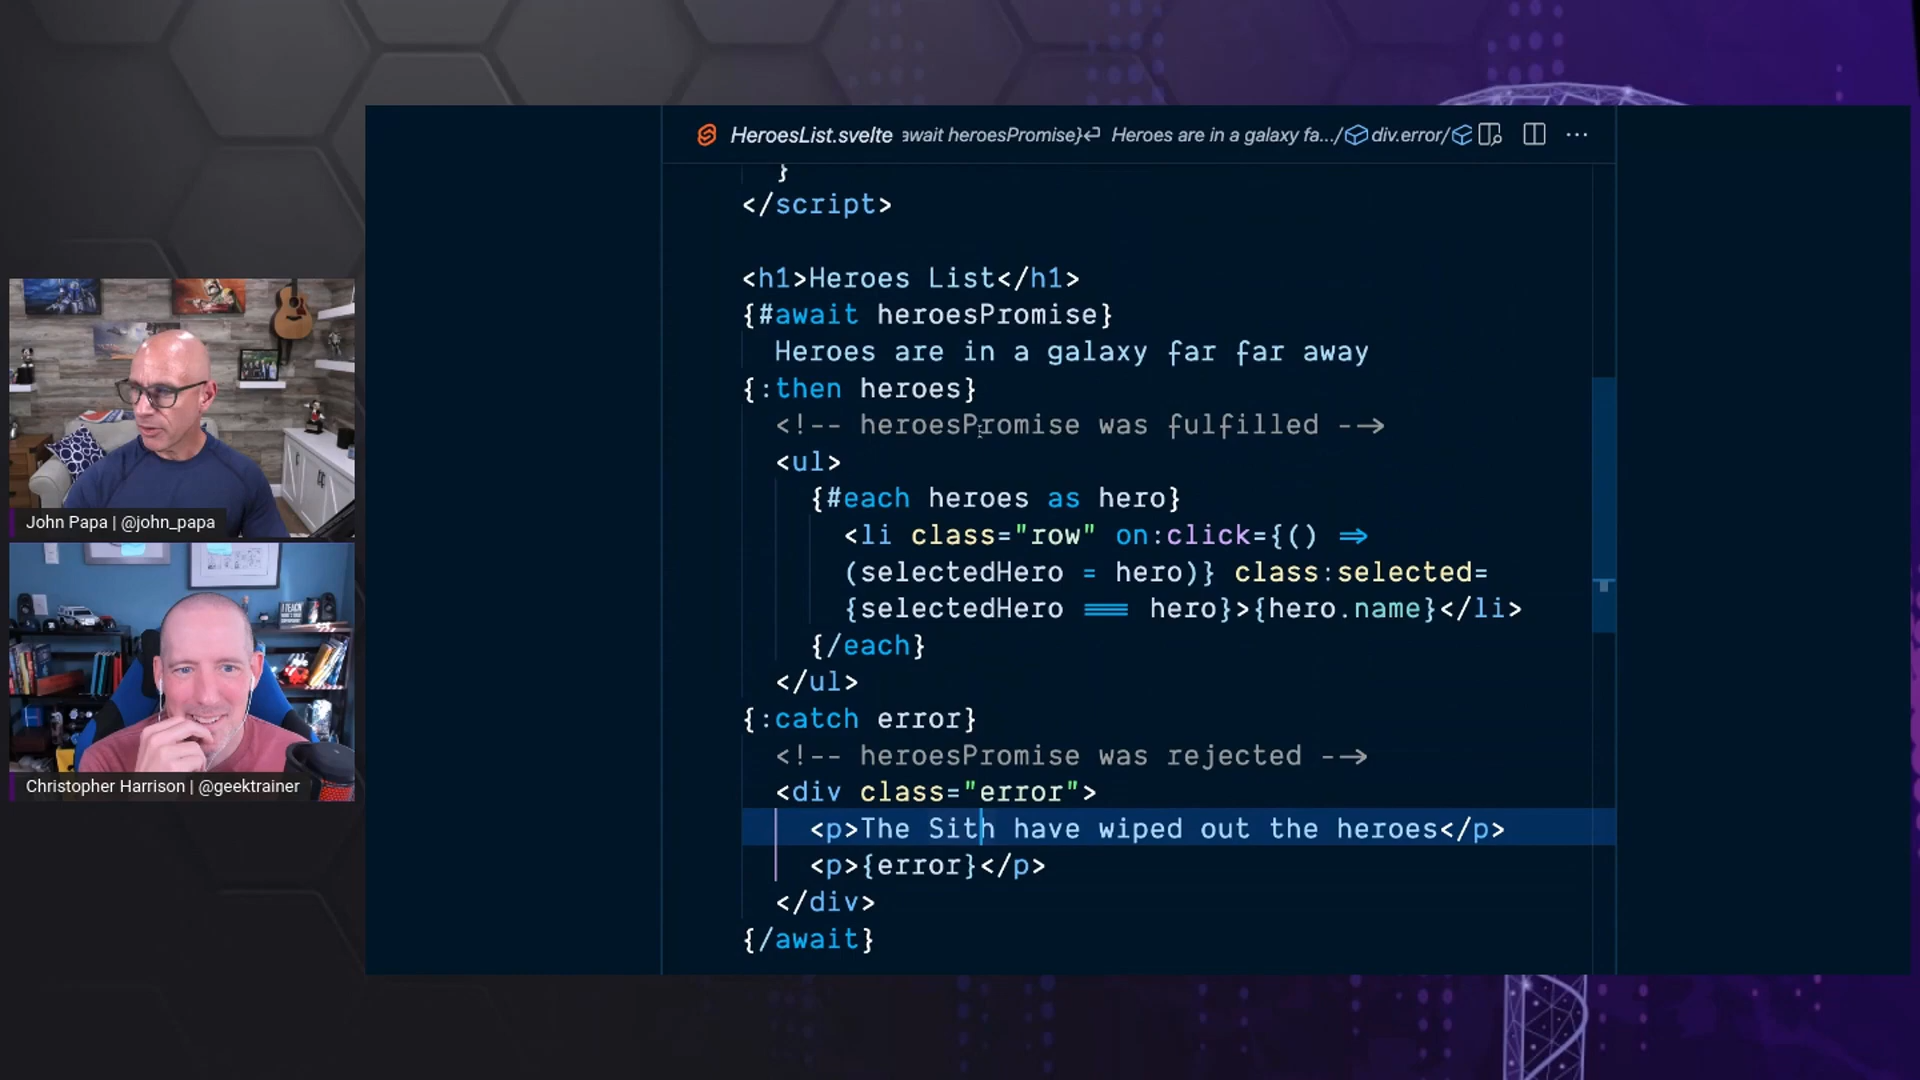 HeroesList.svelte await heroesPromise}↵ Heroes are in a galaxy fa.../ div.error/
}
</script>
<h1>Heroes List</h1>
{#await heroesPromise}
Heroes are in a galaxy far far away
{:then heroes}
<!-- heroesPromise was fulfilled -->
<ul>
{#each heroes as hero}
<li class="row" on:click={() =>
(selectedHero = hero)} class:selected=
{selectedHero === hero}>{hero.name}</li>
{/each}
</ul>
{:catch error}
<!-- heroesPromise was rejected -->
<div class="error">
<p>The Sith have wiped out the heroes</p>
<p>{error}</p>
</div>
{/await}
John Papa | @john_papa
I TEACH
Christopher Harrison | @geektrainer